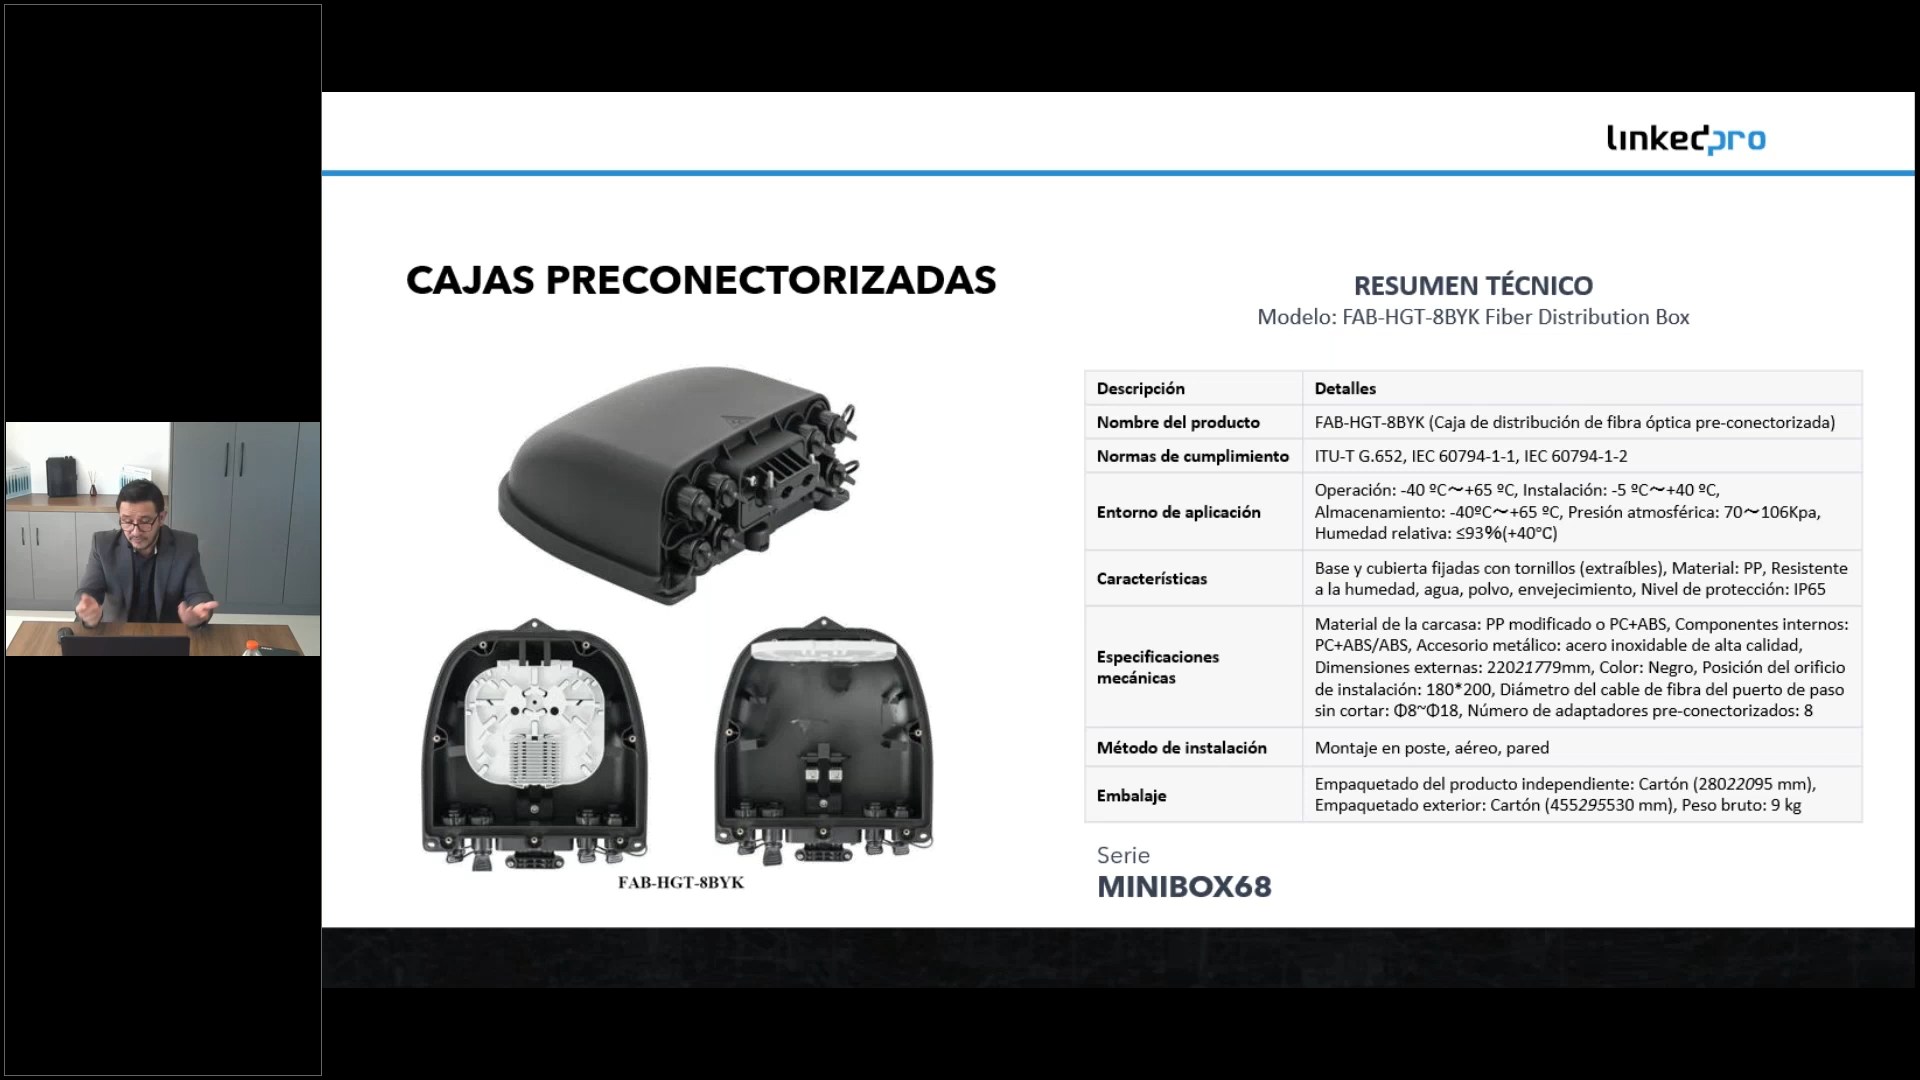 linkedpro
CAJAS PRECONECTORIZADAS
FAB-HGT-8BYK
RESUMEN TÉCNICO
Modelo: FAB-HGT-8BYK Fiber Distribution Box
Descripción
Detalles
Nombre del producto
FAB-HGT-8BYK (Caja de distribución de fibra óptica pre-conectorizada)
Normas de cumplimiento
ITU-T G.652, IEC 60794-1-1, IEC 60794-1-2
Entorno de aplicación
Operación: -40 ºC～+65 ºC, Instalación: -5 ºC～+40 ºC,
Almacenamiento: -40ºC～+65 ºC, Presión atmosférica: 70～106Kpa,
Humedad relativa: ≤93%(+40°C)
Características
Base y cubierta fijadas con tornillos (extraíbles), Material: PP, Resistente
a la humedad, agua, polvo, envejecimiento, Nivel de protección: IP65
Especificaciones
mecánicas
Material de la carcasa: PP modificado o PC+ABS, Componentes internos:
PC+ABS/ABS, Accesorio metálico: acero inoxidable de alta calidad,
Dimensiones externas: 22021779mm, Color: Negro, Posición del orificio
de instalación: 180*200, Diámetro del cable de fibra del puerto de paso
sin cortar: Φ8~Φ18, Número de adaptadores pre-conectorizados: 8
Método de instalación
Montaje en poste, aéreo, pared
Embalaje
Empaquetado del producto independiente: Cartón (28022095 mm),
Empaquetado exterior: Cartón (455295530 mm), Peso bruto: 9 kg
Serie
MINIBOX68